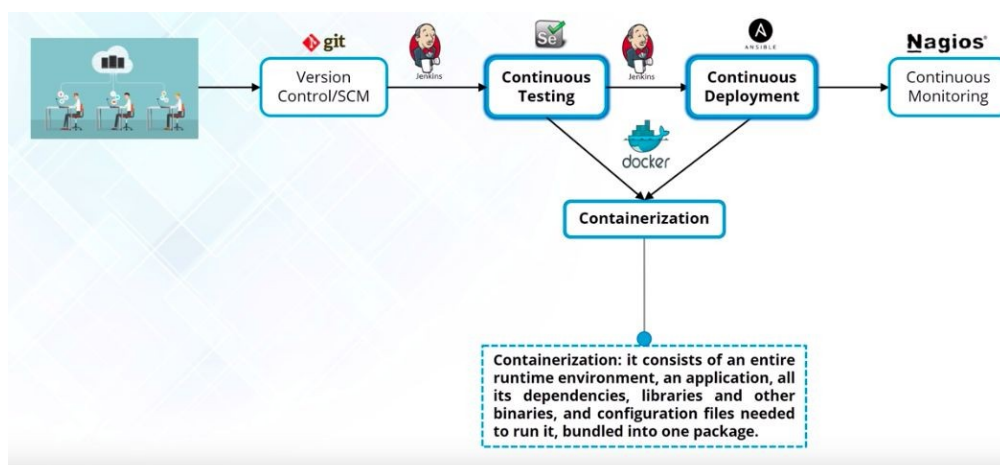 git
Version
Control/SCM
Jenkins
Se
Continuous
Testing
Jenkins
ANSIBLE
Continuous
Deployment
Nagios®
Continuous
Monitoring
docker
Containerization
Containerization: it consists of an entire
runtime environment, an application, all
its dependencies, libraries and other
binaries, and configuration files needed
to run it, bundled into one package.